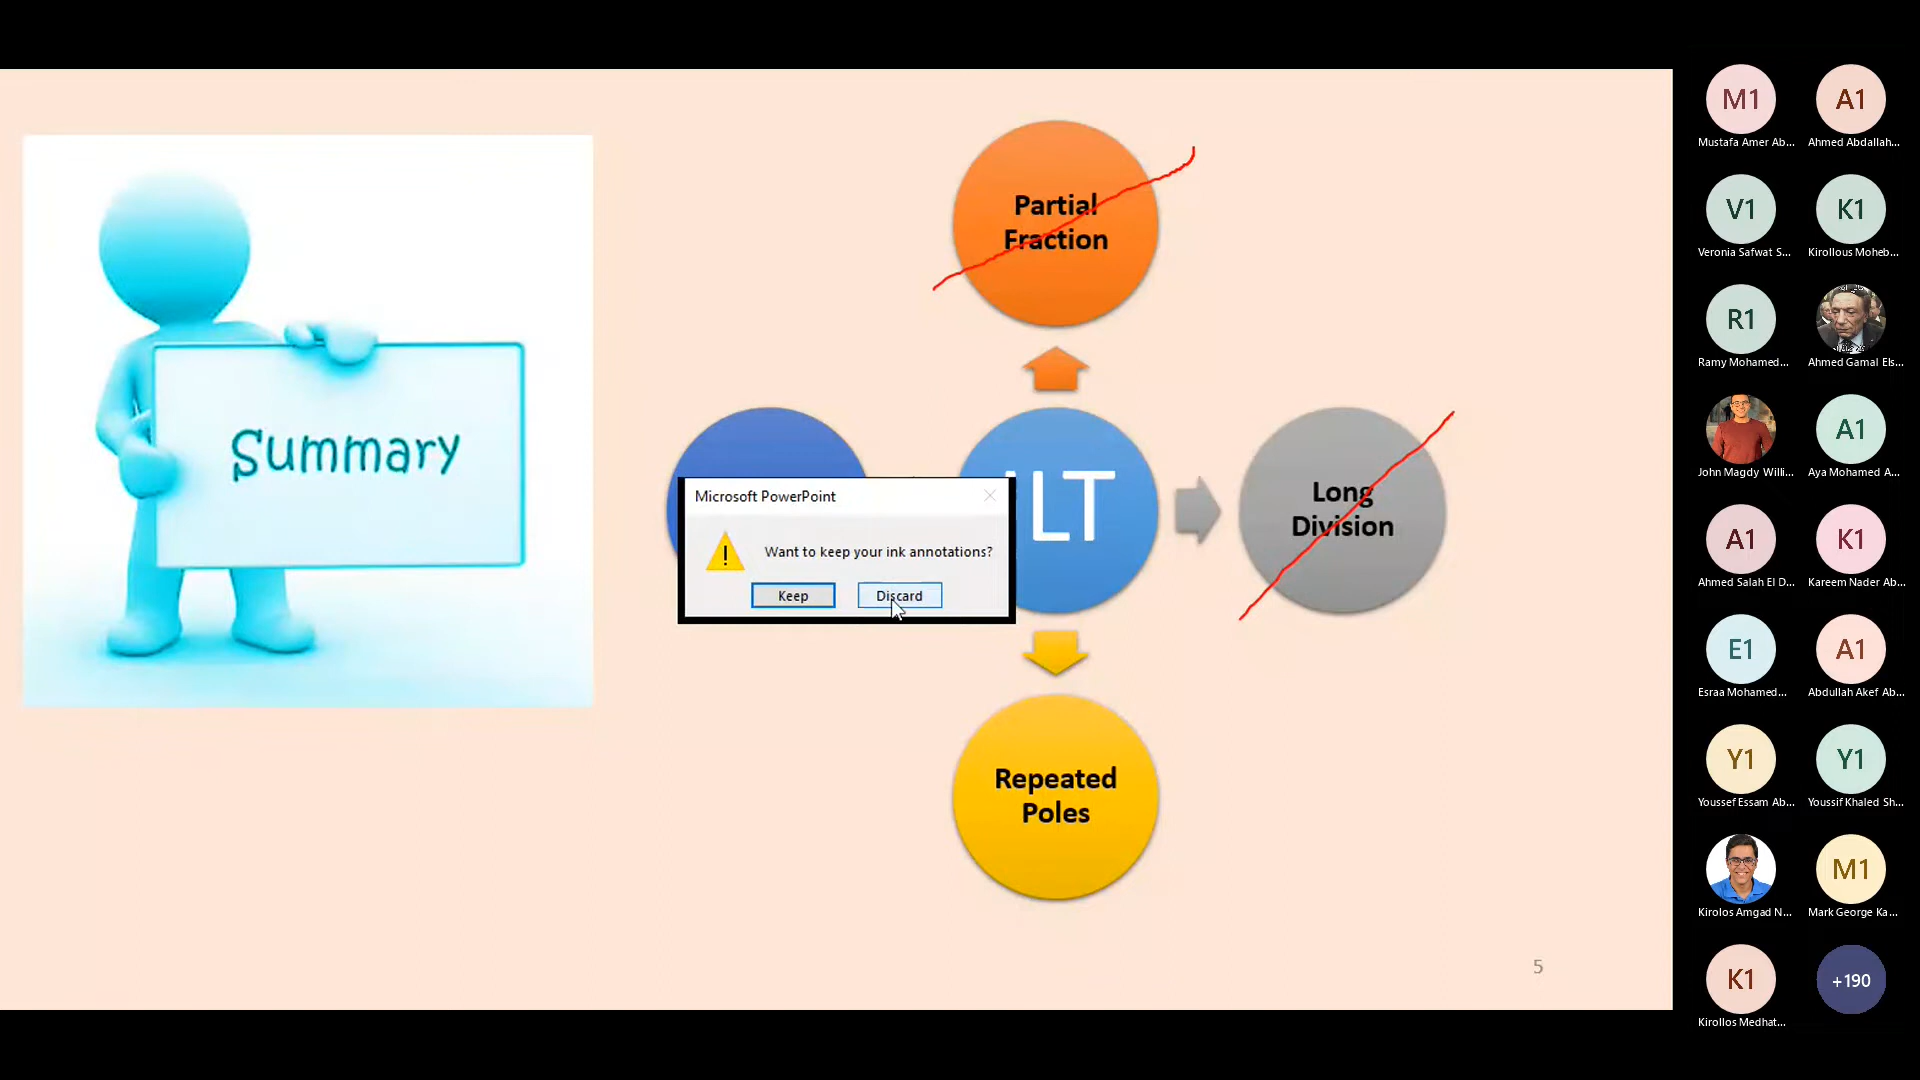 Summary
Partial
Fraction
LT
Long
Division
Repeated
Poles
5
Microsoft PowerPoint
Want to keep your ink annotations?
Keep
Discard
M1
Mustafa Amer Ab...
A1
Ahmed Abdallah...
V1
Veronia Safwat S...
K1
Kirollous Moheb...
R1
Ramy Mohamed...
Ahmed Gamal Els...
John Magdy Willi...
A1
Aya Mohamed A...
A1
Ahmed Salah El D...
K1
Kareem Nader Ab...
E1
Esraa Mohamed...
A1
Abdullah Akef Ab...
Y1
Youssef Essam Ab...
Y1
Youssif Khaled Sh...
Kirolos Amgad N...
M1
Mark George Ka...
K1
Kirollos Medhat...
+190